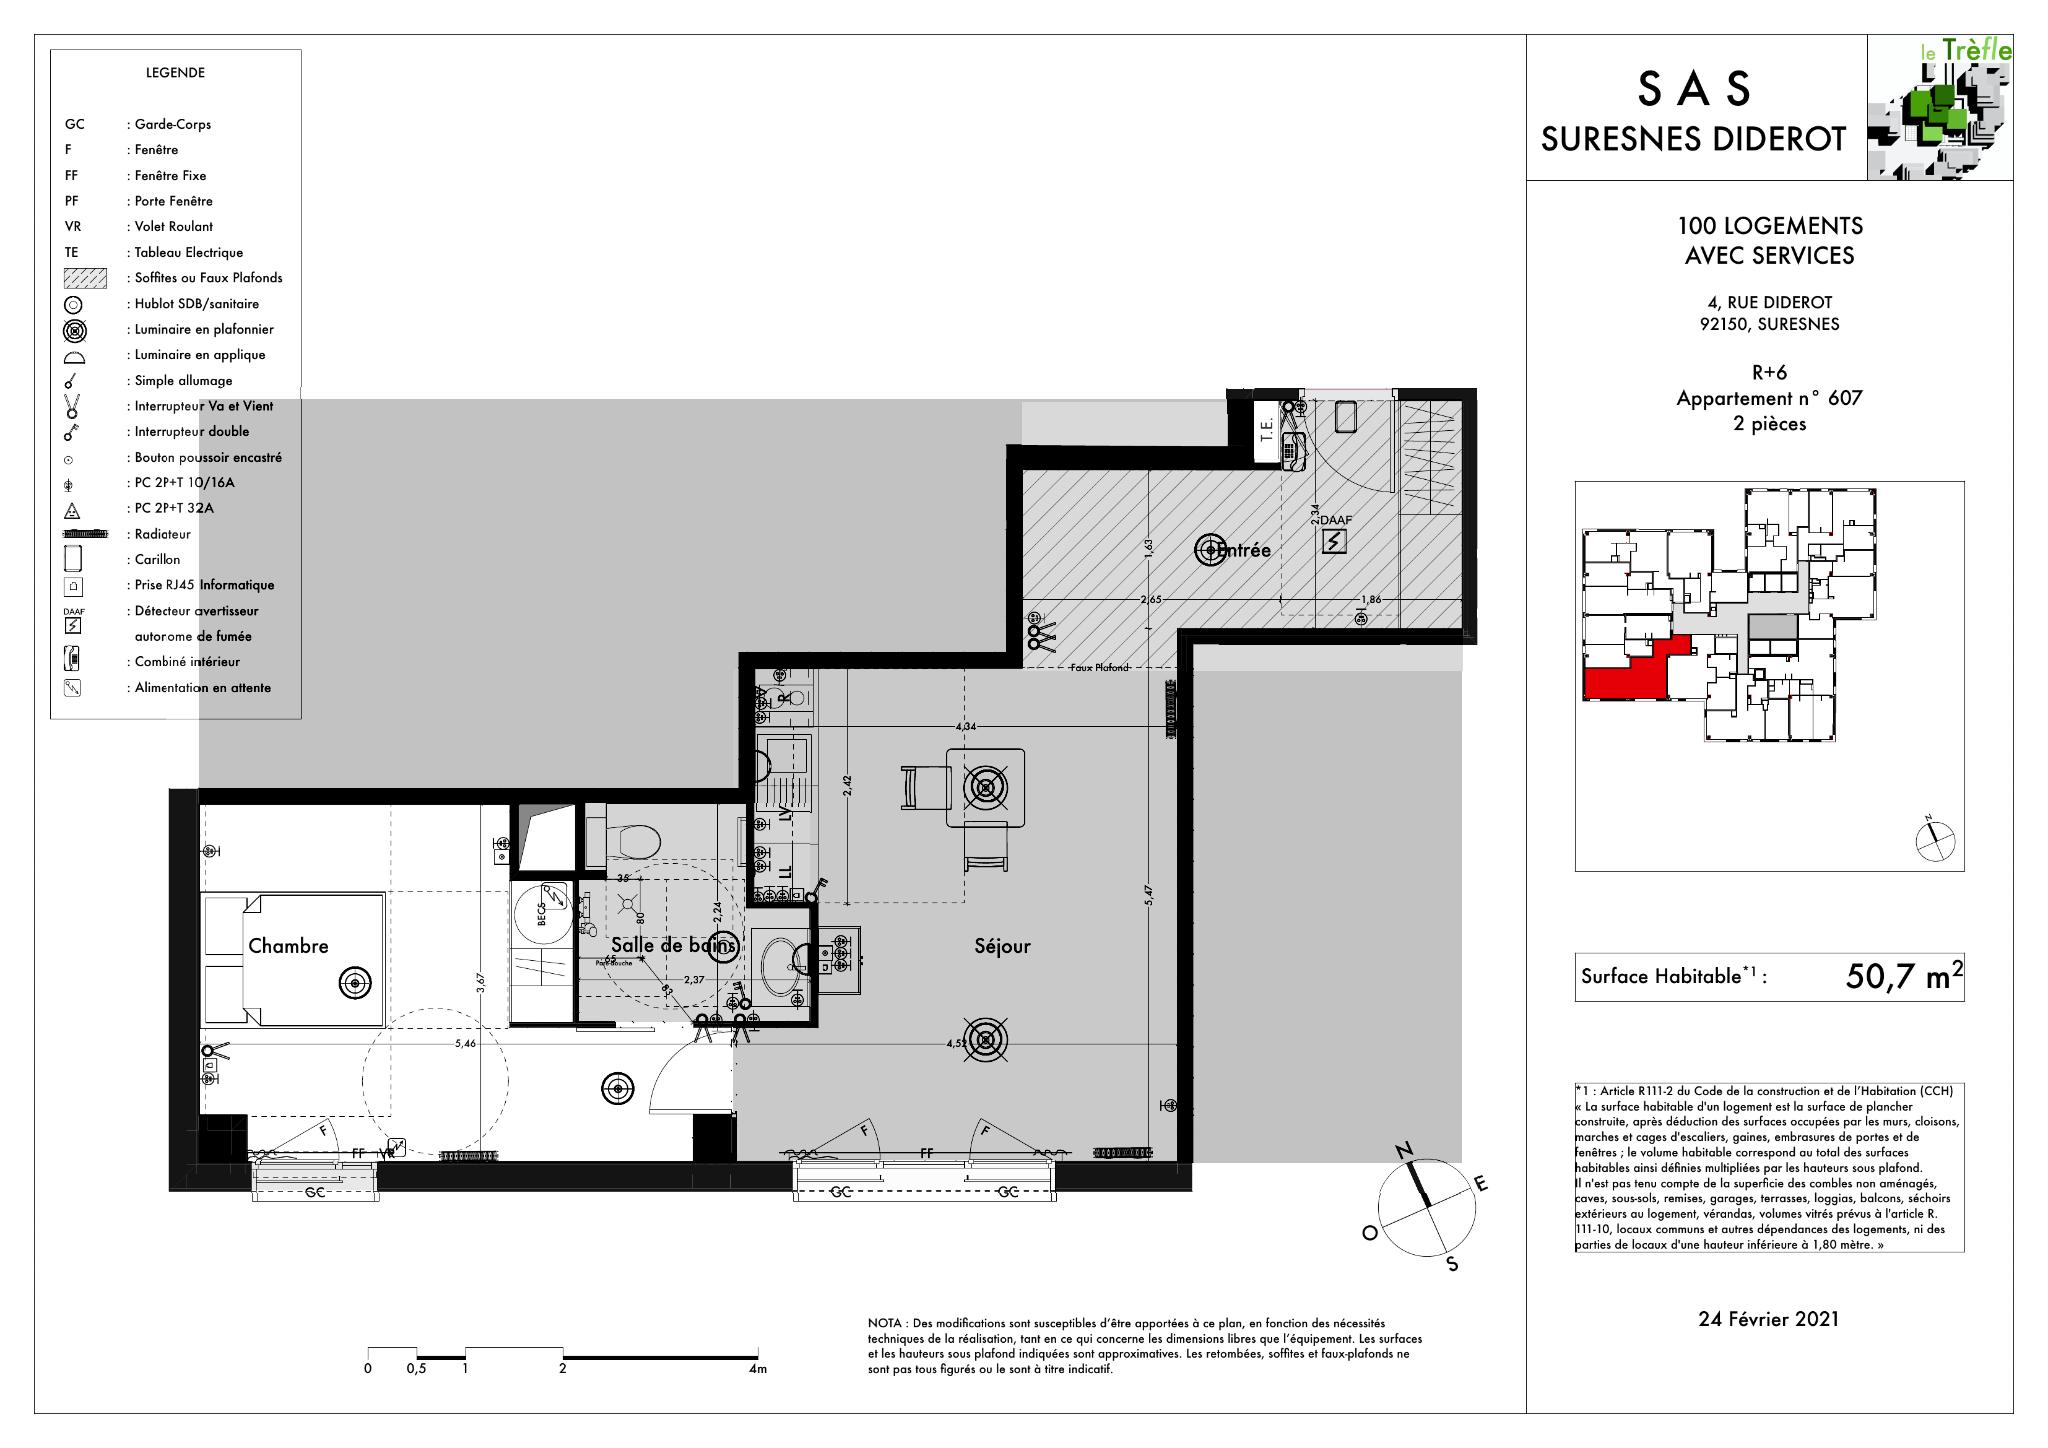 LEGENDE
GC : Garde-Corps
F : Fenêtre
FF : Fenêtre Fixe
PF : Porte Fenêtre
VR : Volet Roulant
TE : Tableau Electrique
: Soffites ou Faux Plafonds
: Hublot SDB/sanitaire
: Luminaire en plafonnier
: Luminaire en applique
: Simple allumage
: Interrupteur Va et Vient
: Interrupteur double
: Bouton poussoir encastré
: PC 2P+T 10/16A
: PC 2P+T 32A
: Radiateur
: Carillon
: Prise RJ45 Informatique
DAAF : Détecteur avertisseur
autorome de fumée
: Combiné intérieur
: Alimentation en attente
T.E.
2,34
DAAF
1,63
Entrée
2,65
1,86
Faux Plafond
R
4,34
2,42
LV
LL
5,47
35
80
2,24
BECS
Chambre
Salle de bains
Séjour
65
Pare-douche
3,67
2,37
83
5,46
4,52
F
FF
VR
F
FF
F
GC
GC
GC
N
E
O
S
0
0,5
1
2
4m
NOTA : Des modifications sont susceptibles d'être apportées à ce plan, en fonction des nécessités
techniques de la réalisation, tant en ce qui concerne les dimensions libres que l'équipement. Les surfaces
et les hauteurs sous plafond indiquées sont approximatives. Les retombées, soffites et faux-plafonds ne
sont pas tous figurés ou le sont à titre indicatif.
S A S
SURESNES DIDEROT
le Trèfle
100 LOGEMENTS
AVEC SERVICES
4, RUE DIDEROT
92150, SURESNES
R+6
Appartement n° 607
2 pièces
N
Surface Habitable*1 : 50,7 m²
*1 : Article R111-2 du Code de la construction et de l'Habitation (CCH)
« La surface habitable d'un logement est la surface de plancher
construite, après déduction des surfaces occupées par les murs, cloisons,
marches et cages d'escaliers, gaines, embrasures de portes et de
fenêtres ; le volume habitable correspond au total des surfaces
habitables ainsi définies multipliées par les hauteurs sous plafond.
Il n'est pas tenu compte de la superficie des combles non aménagés,
caves, sous-sols, remises, garages, terrasses, loggias, balcons, séchoirs
extérieurs au logement, vérandas, volumes vitrés prévus à l'article R.
111-10, locaux communs et autres dépendances des logements, ni des
parties de locaux d'une hauteur inférieure à 1,80 mètre. »
24 Février 2021